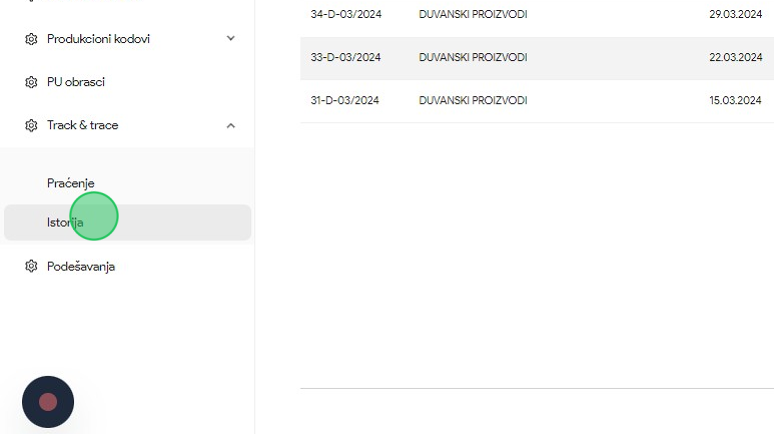 Produkcioni kodovi
PU obrasci
Track & trace
Praćenje
Istorija
Podešavanja
34-D-03/2024 DUVANSKI PROIZVODI 29.03.2024
33-D-03/2024 DUVANSKI PROIZVODI 22.03.2024
31-D-03/2024 DUVANSKI PROIZVODI 15.03.2024